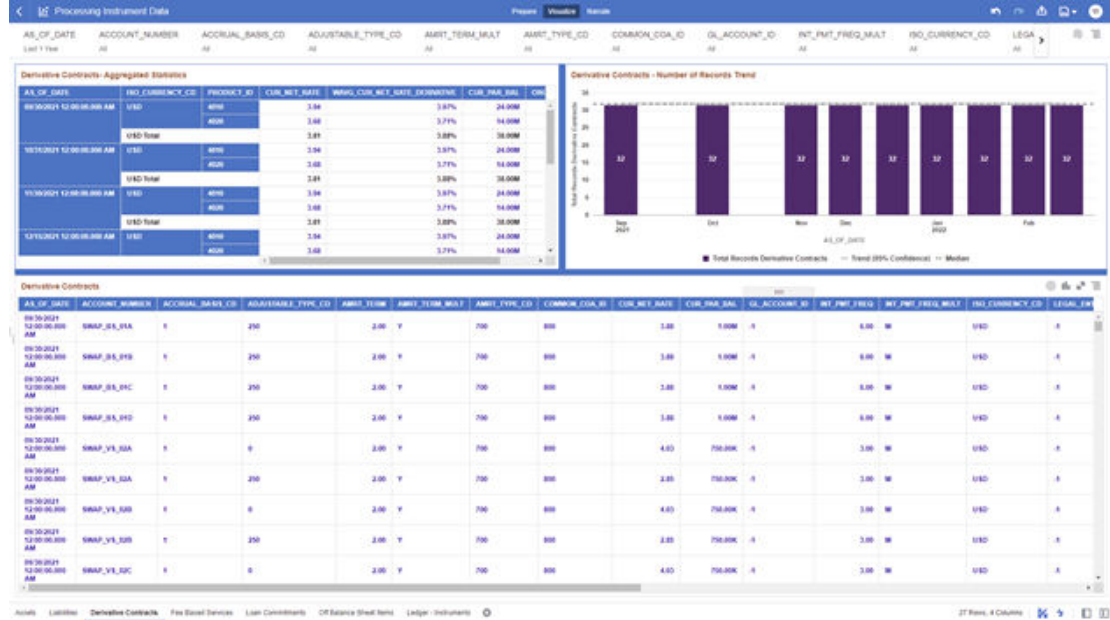 Processing Instrument Data
Prepare Visualize Narrate
AS_OF_DATE ACCOUNT_NUMBER ACCRUAL_BASIS_CD ADJUSTABLE_TYPE_CD AMRT_TERM_MULT AMRT_TYPE_CD COMMON_COA_ID GL_ACCOUNT_ID INT_PMT_FREQ_MULT ISO_CURRENCY_CD LEGA
Last 1 Year All All All All All All All All All All
Derivative Contracts- Aggregated Statistics
AS_OF_DATE ISO_CURRENCY_CD PRODUCT_ID CUR_NET_RATE WAVG_CUR_NET_RATE_DERIVATIVE CUR_PAR_BAL
09/30/2021 12:00:00.000 AM USD 4010 3.94 3.97% 24.00M
4020 3.68 3.71% 14.00M
USD Total 3.81 3.88% 38.00M
10/31/2021 12:00:00.000 AM USD 4010 3.94 3.97% 24.00M
4020 3.68 3.71% 14.00M
USD Total 3.81 3.88% 38.00M
11/30/2021 12:00:00.000 AM USD 4010 3.94 3.97% 24.00M
4020 3.68 3.71% 14.00M
USD Total 3.81 3.88% 38.00M
12/15/2021 12:00:00.000 AM USD 4010 3.94 3.97% 24.00M
4020 3.68 3.71% 14.00M
Derivative Contracts - Number of Records Trend
Total Records Derivative Contracts
32 32 32 32 32 32 32 32
Sep Oct Nov Dec Jan Feb
2021 2022
AS_OF_DATE
Total Records Derivative Contracts Trend (95% Confidence) Median
Derivative Contracts
AS_OF_DATE ACCOUNT_NUMBER ACCRUAL_BASIS_CD ADJUSTABLE_TYPE_CD AMRT_TERM AMRT_TERM_MULT AMRT_TYPE_CD COMMON_COA_ID CUR_NET_RATE CUR_PAR_BAL GL_ACCOUNT_ID INT_PMT_FREQ INT_PMT_FREQ_MULT ISO_CURRENCY_CD LEGAL_ENT
09/30/2021
12:00:00.000 SWAP_BS_01A 1 250 2.00 Y 700 800 3.88 1.00M -1 6.00 M USD -1
AM
09/30/2021
12:00:00.000 SWAP_BS_01B 1 250 2.00 Y 700 800 3.88 1.00M -1 6.00 M USD -1
AM
09/30/2021
12:00:00.000 SWAP_BS_01C 1 250 2.00 Y 700 800 3.88 1.00M -1 6.00 M USD -1
AM
09/30/2021
12:00:00.000 SWAP_BS_01D 1 250 2.00 Y 700 800 3.88 1.00M -1 6.00 M USD -1
AM
09/30/2021
12:00:00.000 SWAP_VS_02A 1 0 2.00 Y 700 800 4.03 750.00K -1 3.00 M USD -1
AM
09/30/2021
12:00:00.000 SWAP_VS_02A 1 250 2.00 Y 700 800 2.85 750.00K -1 3.00 M USD -1
AM
09/30/2021
12:00:00.000 SWAP_VS_02B 1 0 2.00 Y 700 800 4.03 750.00K -1 3.00 M USD -1
AM
09/30/2021
12:00:00.000 SWAP_VS_02B 1 250 2.00 Y 700 800 2.85 750.00K -1 3.00 M USD -1
AM
09/30/2021
12:00:00.000 SWAP_VS_02C 1 0 2.00 Y 700 800 4.03 750.00K -1 3.00 M USD -1
AM
Assets Liabilities Derivative Contracts Fee Based Services Loan Commitments Off Balance Sheet Items Ledger - Instruments
27 Rows, 4 Columns